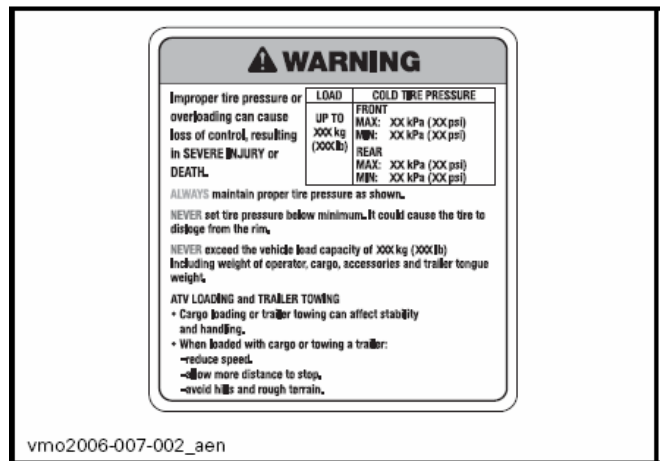 ⚠ WARNING
Improper tire pressure or
overloading can cause
loss of control, resulting
in SEVERE INJURY or
DEATH.
LOAD COLD TIRE PRESSURE
UP TO
XXX kg
(XXX lb)
FRONT
MAX: XX kPa (XX psi)
MIN: XX kPa (XX psi)
REAR
MAX: XX kPa (XX psi)
MIN: XX kPa (XX psi)
ALWAYS maintain proper tire pressure as shown.
NEVER set tire pressure below minimum. It could cause the tire to
disloge from the rim.
NEVER exceed the vehicle load capacity of XXX kg (XXX lb)
Including weight of operator, cargo, accessories and trailer tongue
weight.
ATV LOADING and TRAILER TOWING
• Cargo loading or trailer towing can affect stability
and handling.
• When loaded with cargo or towing a trailer:
–reduce speed.
–allow more distance to stop.
–avoid hills and rough terrain.
vmo2006-007-002_aen